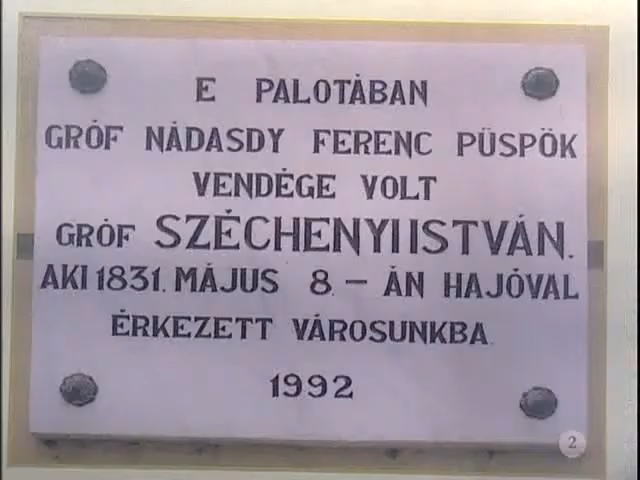 E PALOTÁBAN
GRÓF NÁDASDY FERENC PÜSPÖK
VENDÉGE VOLT
GRÓF SZÉCHENYI ISTVÁN.
AKI 1831. MÁJUS 8. – ÁN HAJÓVAL
ÉRKEZETT VÁROSUNKBA
1992
2